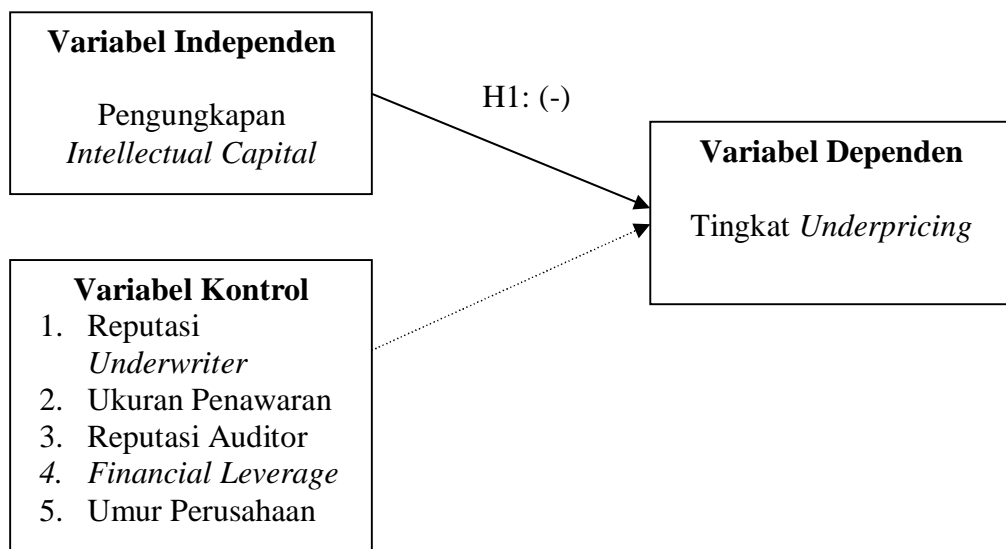 Variabel Independen
Pengungkapan
Intellectual Capital
H1: (-)
Variabel Dependen
Tingkat Underpricing
Variabel Kontrol
1. Reputasi
Underwriter
2. Ukuran Penawaran
3. Reputasi Auditor
4. Financial Leverage
5. Umur Perusahaan